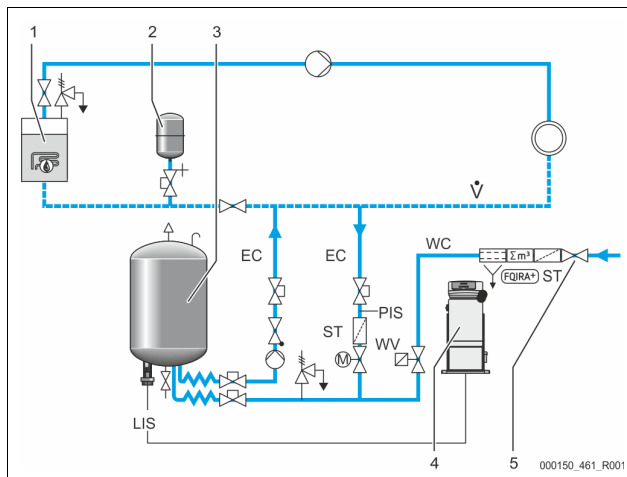 1
2
3
V̇
EC
EC
WC
Σm³
FQIRA+
ST
PIS
ST
WV
M
LIS
4
5
000150_461_R001